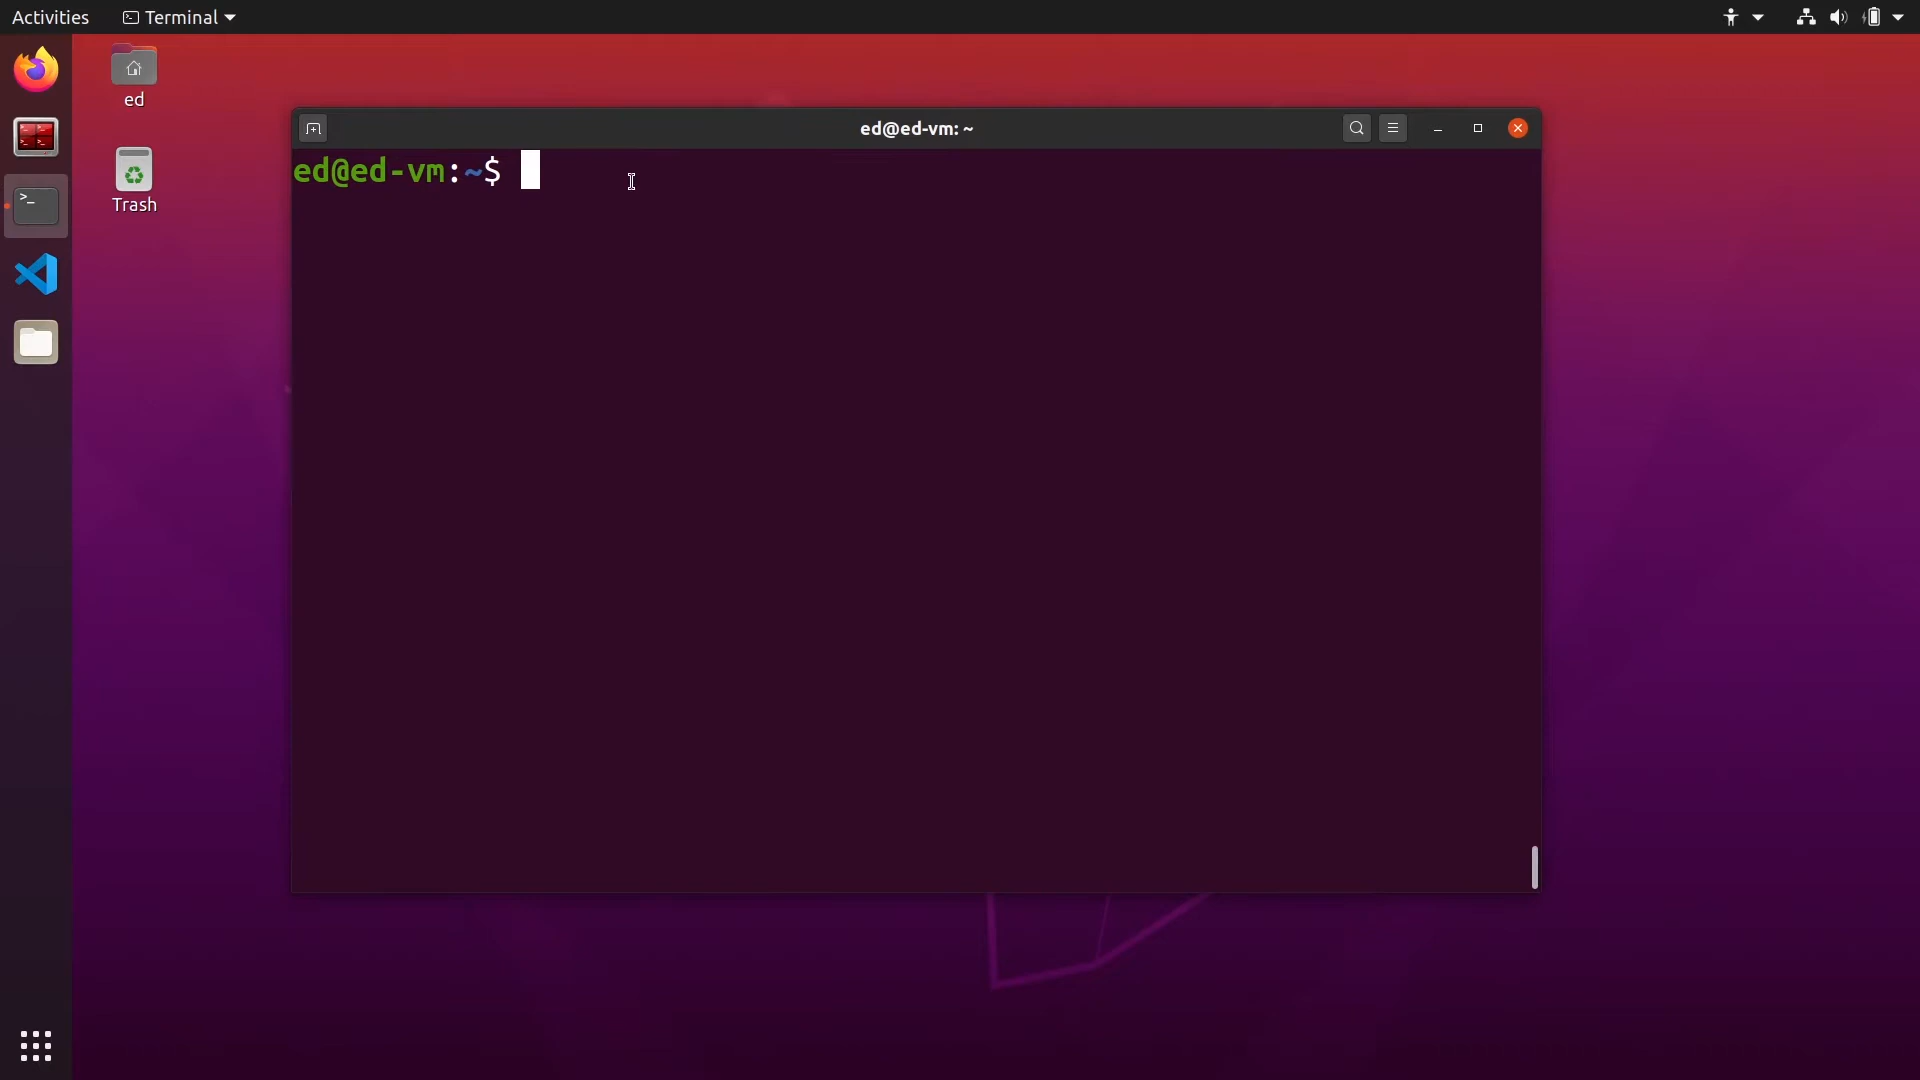 Activities
Terminal
ed
Trash
ed@ed-vm: ~
ed@ed-vm:~$